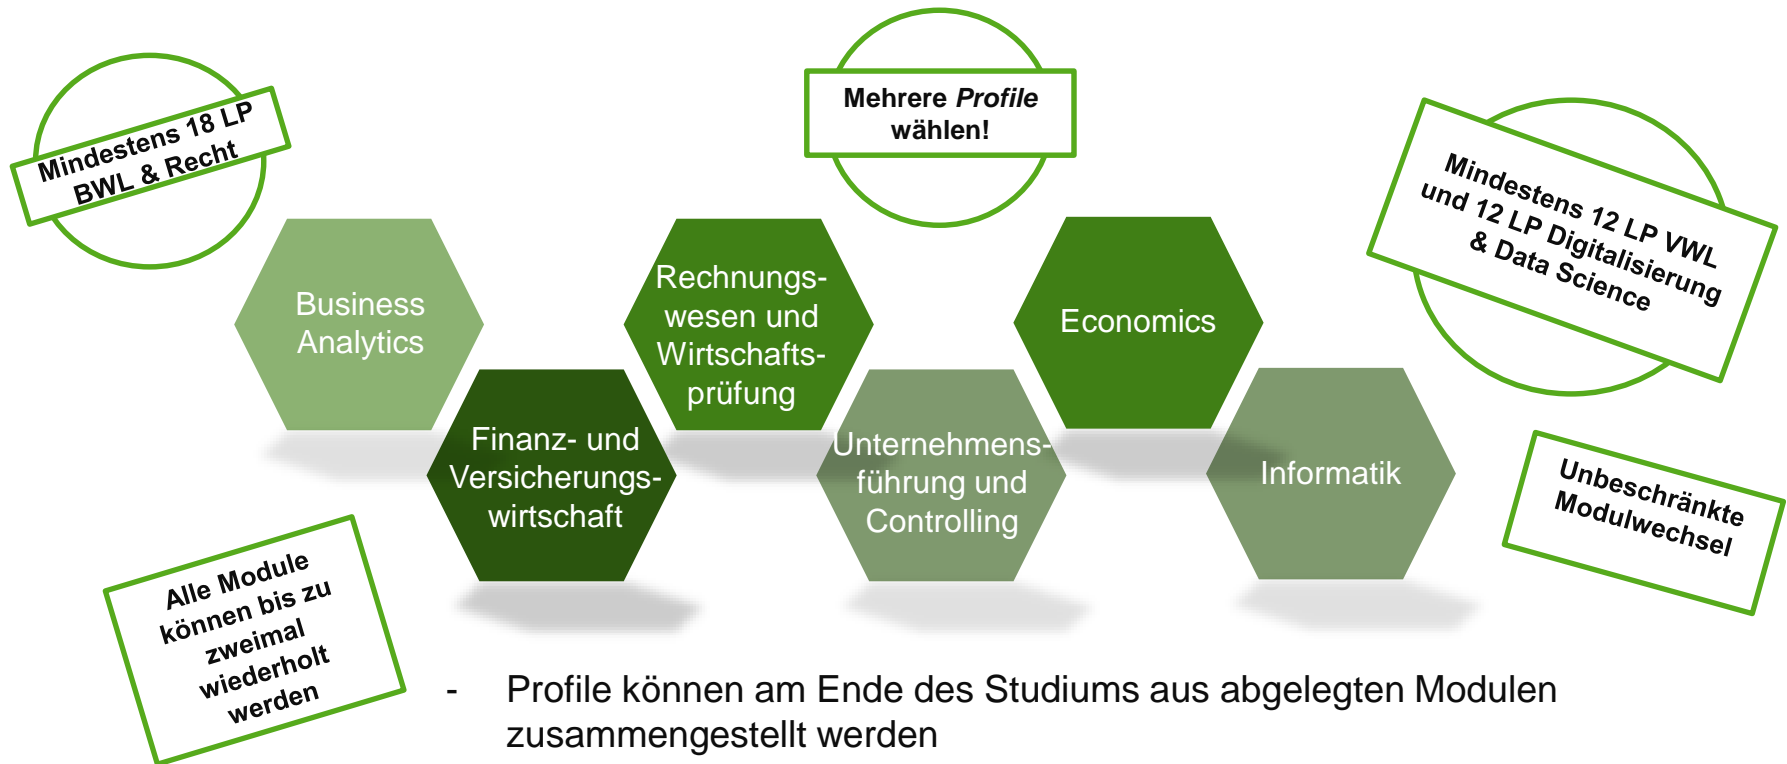 Mindestens 18 LP
BWL & Recht
Mehrere Profile
wählen!
Mindestens 12 LP VWL
und 12 LP Digitalisierung
& Data Science
Business
Analytics
Rechnungs-
wesen und
Wirtschafts-
prüfung
Economics
Finanz- und
Versicherungs-
wirtschaft
Unternehmens-
führung und
Controlling
Informatik
Unbeschränkte
Modulwechsel
Alle Module
können bis zu
zweimal
wiederholt
werden
- Profile können am Ende des Studiums aus abgelegten Modulen
zusammengestellt werden